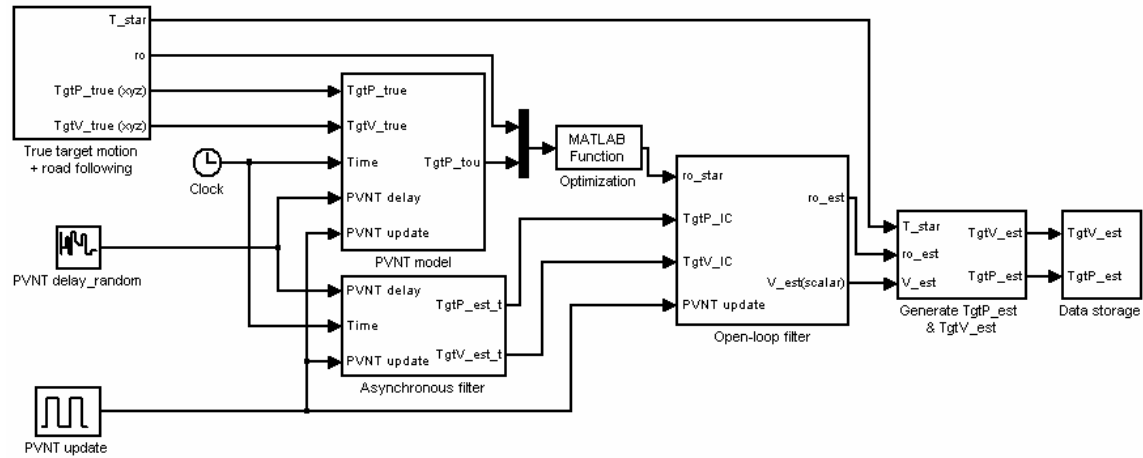 T_star
ro
TgtP_true (xyz)
TgtV_true (xyz)
True target motion
+ road following
Clock
PVNT delay_random
PVNT update
TgtP_true
TgtV_true
Time
TgtP_tou
PVNT delay
PVNT update
PVNT model
PVNT delay
TgtP_est_t
Time
TgtV_est_t
PVNT update
Asynchronous filter
MATLAB
Function
Optimization
ro_star
ro_est
TgtP_IC
TgtV_IC
V_est(scalar)
PVNT update
Open-loop filter
T_star
TgtV_est
ro_est
TgtP_est
V_est
Generate TgtP_est
& TgtV_est
TgtV_est
TgtP_est
Data storage